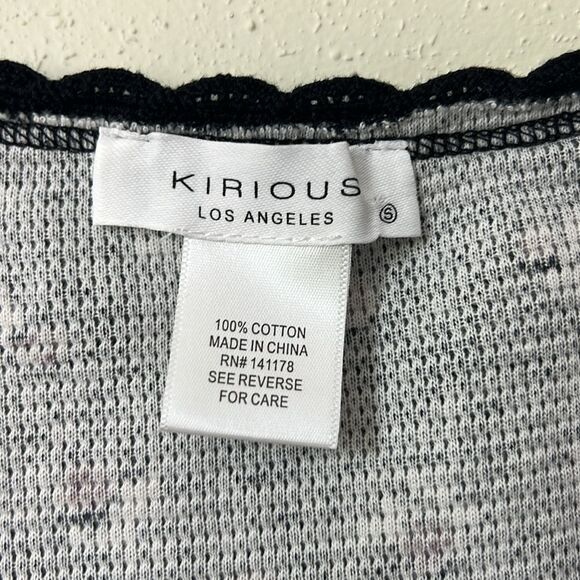 KIRIOUS
LOS ANGELES
S
100% COTTON
MADE IN CHINA
RN# 141178
SEE REVERSE
FOR CARE